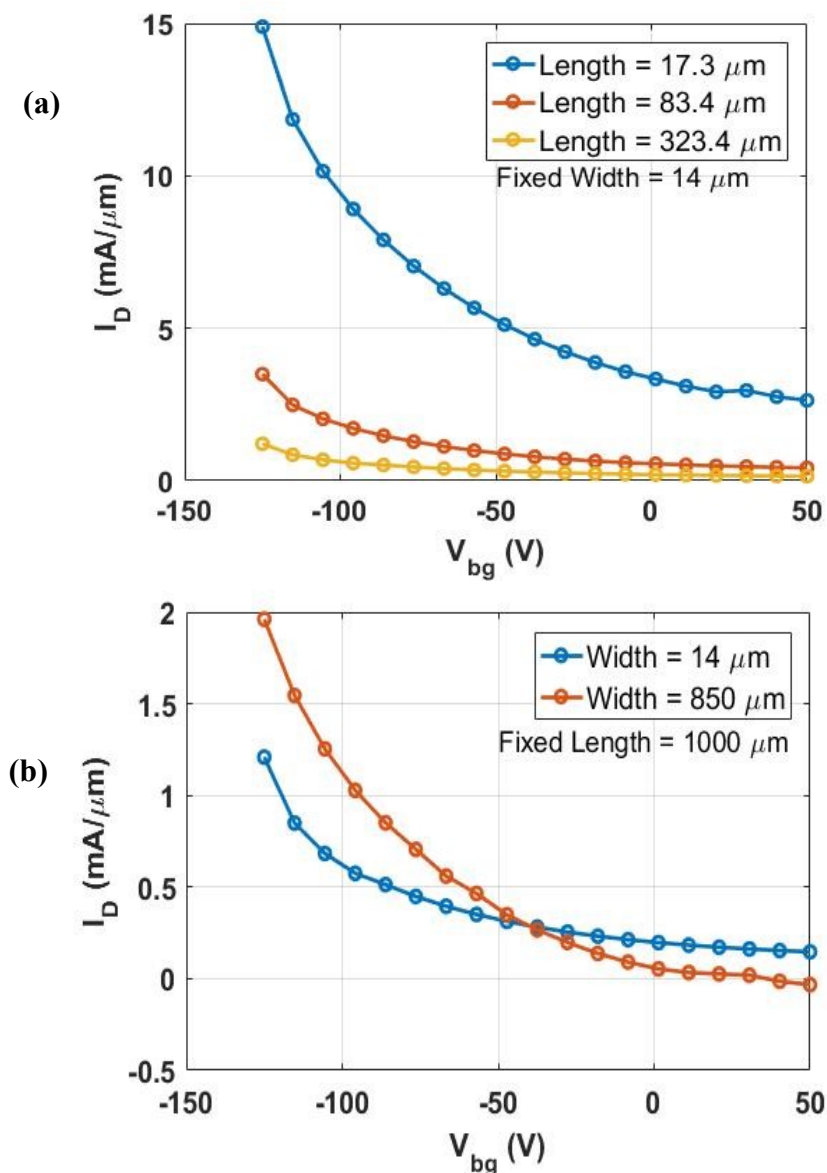 (a)
15
10
5
0
I_D (mA/μm)
Length = 17.3 μm
Length = 83.4 μm
Length = 323.4 μm
Fixed Width = 14 μm
-150 -100 -50 0 50
V_bg (V)
(b)
2
1.5
1
0.5
0
-0.5
I_D (mA/μm)
Width = 14 μm
Width = 850 μm
Fixed Length = 1000 μm
-150 -100 -50 0 50
V_bg (V)